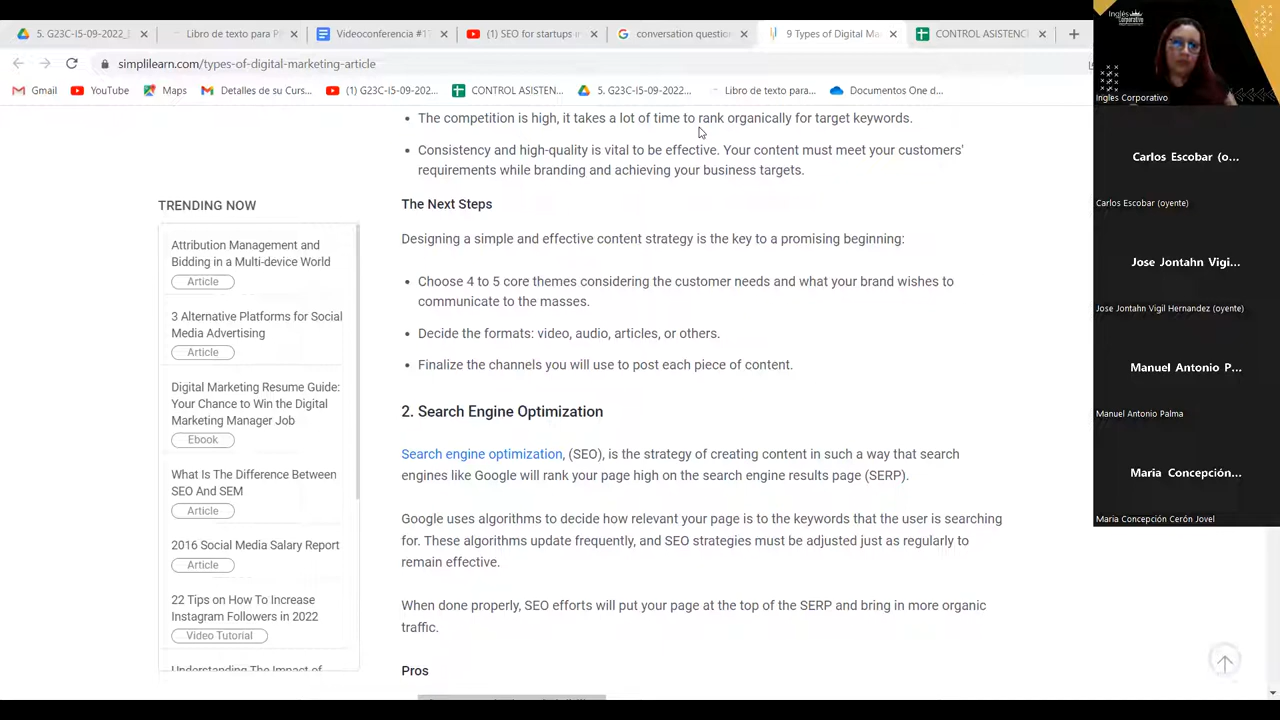 5. G23C-I5-09-2022_
Libro de texto para P
Videoconferencia #1
(1) SEO for startups i
conversation question
9 Types of Digital Ma
CONTROL ASISTENC
simplilearn.com/types-of-digital-marketing-article
Gmail
YouTube
Maps
Detalles de su Curs...
(1) G23C-I5-09-202...
CONTROL ASISTEN...
5. G23C-I5-09-2022...
Libro de texto para...
Documentos One d...
The competition is high, it takes a lot of time to rank organically for target keywords.
Consistency and high-quality is vital to be effective. Your content must meet your customers'
requirements while branding and achieving your business targets.
TRENDING NOW
Attribution Management and
Bidding in a Multi-device World
Article
3 Alternative Platforms for Social
Media Advertising
Article
Digital Marketing Resume Guide:
Your Chance to Win the Digital
Marketing Manager Job
Ebook
What Is The Difference Between
SEO And SEM
Article
2016 Social Media Salary Report
Article
22 Tips on How To Increase
Instagram Followers in 2022
Video Tutorial
Understanding The Impact of
The Next Steps
Designing a simple and effective content strategy is the key to a promising beginning:
Choose 4 to 5 core themes considering the customer needs and what your brand wishes to
communicate to the masses.
Decide the formats: video, audio, articles, or others.
Finalize the channels you will use to post each piece of content.
2. Search Engine Optimization
Search engine optimization, (SEO), is the strategy of creating content in such a way that search
engines like Google will rank your page high on the search engine results page (SERP).
Google uses algorithms to decide how relevant your page is to the keywords that the user is searching
for. These algorithms update frequently, and SEO strategies must be adjusted just as regularly to
remain effective.
When done properly, SEO efforts will put your page at the top of the SERP and bring in more organic
traffic.
Pros
Inglés
Corporativo
Ingles Corporativo
Carlos Escobar (o...
Carlos Escobar (oyente)
Jose Jontahn Vigi...
Jose Jontahn Vigil Hernandez (oyente)
Manuel Antonio P...
Manuel Antonio Palma
Maria Concepción...
Maria Concepción Cerón Jovel